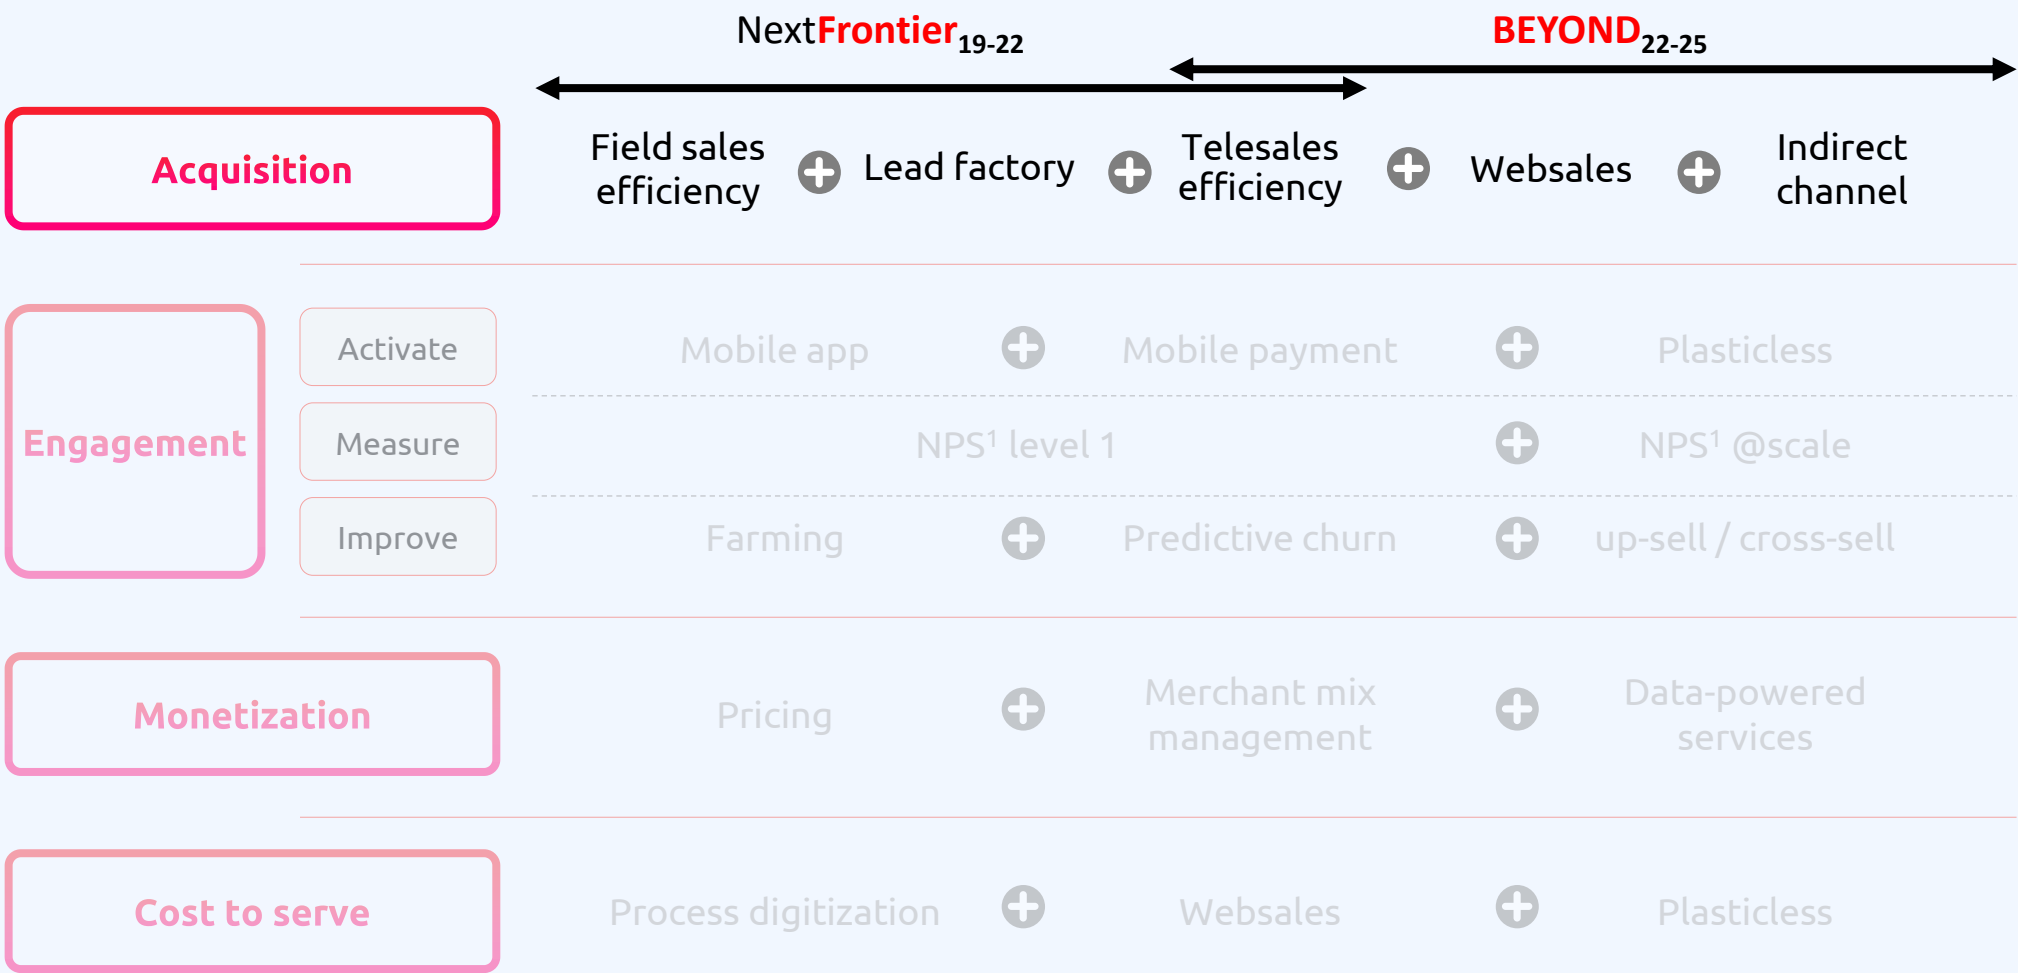 NextFrontier19-22
BEYOND22-25
Acquisition
Field sales
efficiency
Lead factory
Telesales
efficiency
Websales
Indirect
channel
Engagement
Activate
Mobile app
Mobile payment
Plasticless
Measure
NPS¹ level 1
NPS¹ @scale
Improve
Farming
Predictive churn
up-sell / cross-sell
Monetization
Pricing
Merchant mix
management
Data-powered
services
Cost to serve
Process digitization
Websales
Plasticless